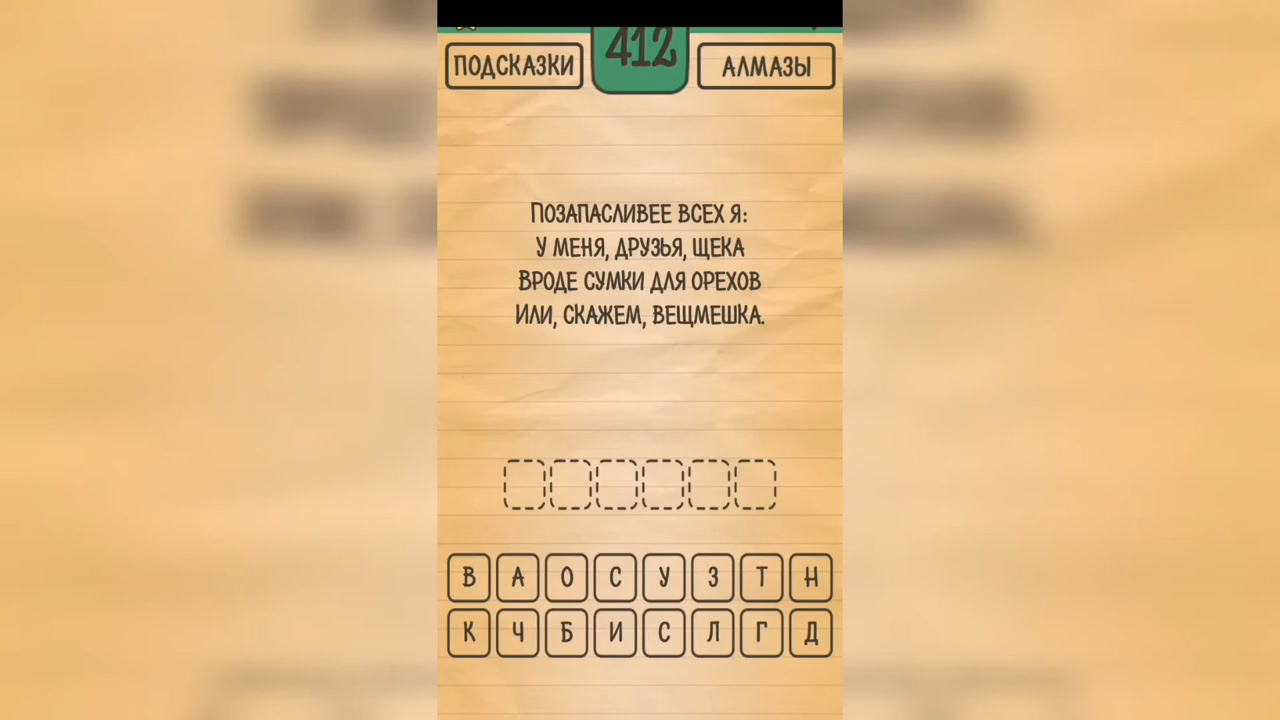 412
ПОДСКАЗКИ
АЛМАЗЫ
ПОЗАПАСЛИВЕЕ ВСЕХ Я:
У МЕНЯ, ДРУЗЬЯ, ЩЕКА
ВРОДЕ СУМКИ ДЛЯ ОРЕХОВ
ИЛИ, СКАЖЕМ, ВЕЩМЕШКА.
В А О С У З Т Н
К Ч Б И С Л Г Д